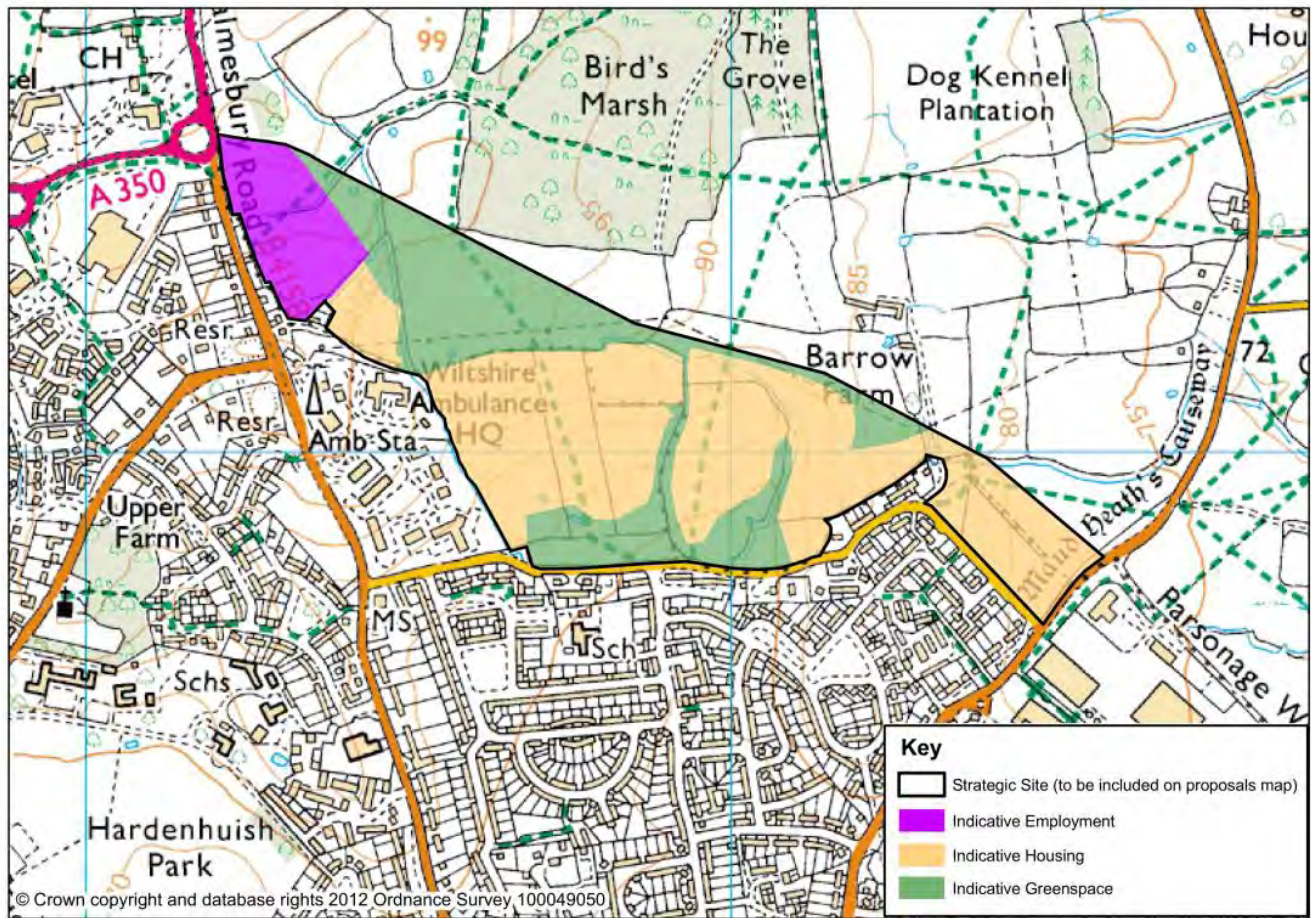 CH
almesbury Road
99
Bird's
Marsh
The
Grove
Dog Kennel
Plantation
Hou
A 350
95
90
85
Resr
Resr
Wiltshire
Ambulance
HQ
Amb Sta
Barrow
Farm
80
75
72
Heath's Causeway
Upper
Farm
MS
Sch
Schs
Maud
Parsonage W
Hardenhuish
Park
Key
Strategic Site (to be included on proposals map)
Indicative Employment
Indicative Housing
Indicative Greenspace
© Crown copyright and database rights 2012 Ordnance Survey 100049050